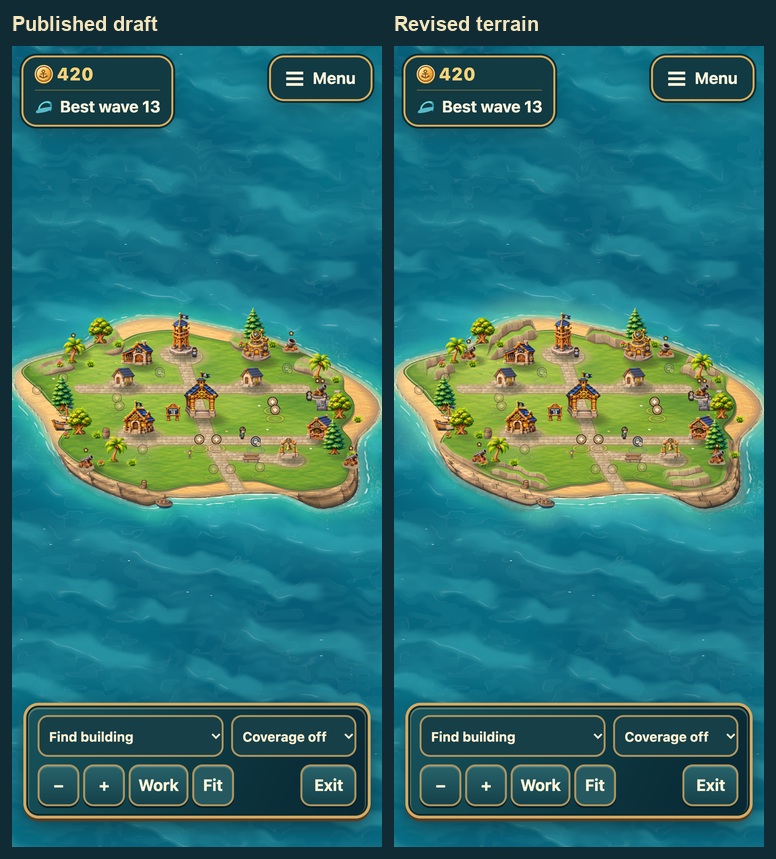 Published draft
420
Best wave 13
Menu
Find building
Coverage off
− + Work Fit Exit
Revised terrain
420
Best wave 13
Menu
Find building
Coverage off
− + Work Fit Exit